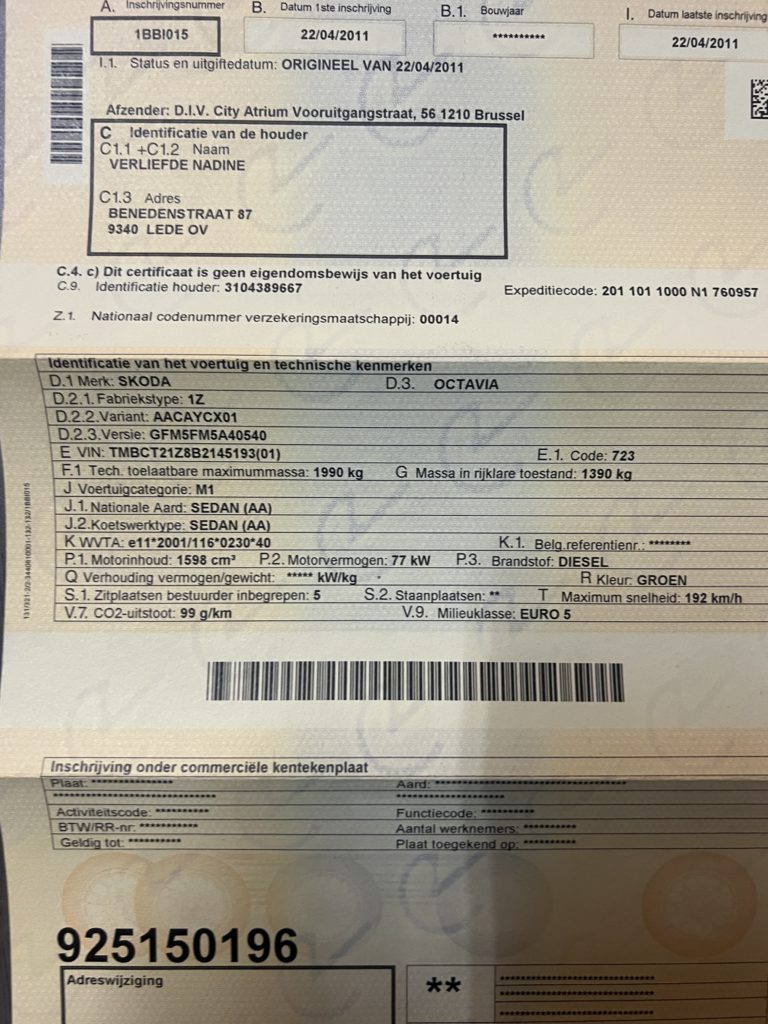 A. Inschrijvingsnummer B. Datum 1ste inschrijving B.1. Bouwjaar I. Datum laatste inschrijving
1BBI015 22/04/2011 ********** 22/04/2011
I.1. Status en uitgiftedatum: ORIGINEEL VAN 22/04/2011
Afzender: D.I.V. City Atrium Vooruitgangstraat, 56 1210 Brussel
C Identificatie van de houder
C1.1 +C1.2 Naam
VERLIEFDE NADINE
C1.3 Adres
BENEDENSTRAAT 87
9340 LEDE OV
C.4. c) Dit certificaat is geen eigendomsbewijs van het voertuig
C.9. Identificatie houder: 3104389667 Expeditiecode: 201 101 1000 N1 760957
Z.1. Nationaal codenummer verzekeringsmaatschappij: 00014
Identificatie van het voertuig en technische kenmerken
D.1 Merk: SKODA D.3. OCTAVIA
D.2.1. Fabriekstype: 1Z
D.2.2.Variant: AACAYCX01
D.2.3.Versie: GFM5FM5A40540
E VIN: TMBCT21Z8B2145193(01) E.1. Code: 723
F.1 Tech. toelaatbare maximummassa: 1990 kg G Massa in rijklare toestand: 1390 kg
J Voertuigcategorie: M1
J.1. Nationale Aard: SEDAN (AA)
J.2.Koetswerktype: SEDAN (AA)
K WVTA: e11*2001/116*0230*40 K.1. Belg.referentienr.: ********
P.1. Motorinhoud: 1598 cm³ P.2. Motorvermogen: 77 kW P.3. Brandstof: DIESEL
Q Verhouding vermogen/gewicht: ***** kW/kg R Kleur: GROEN
S.1. Zitplaatsen bestuurder inbegrepen: 5 S.2. Staanplaatsen: ** T Maximum snelheid: 192 km/h
V.7. CO2-uitstoot: 99 g/km V.9. Milieuklasse: EURO 5
Inschrijving onder commerciële kentekenplaat
Plaat: *************** Aard: ***********************************
****************************** ********************
Activiteitscode: ********** Functiecode: **********
BTW/RR-nr: *********** Aantal werknemers: **********
Geldig tot: ********** Plaat toegekend op: **********
925150196
Adreswijziging
**
*****************************
*****************************
*****************************